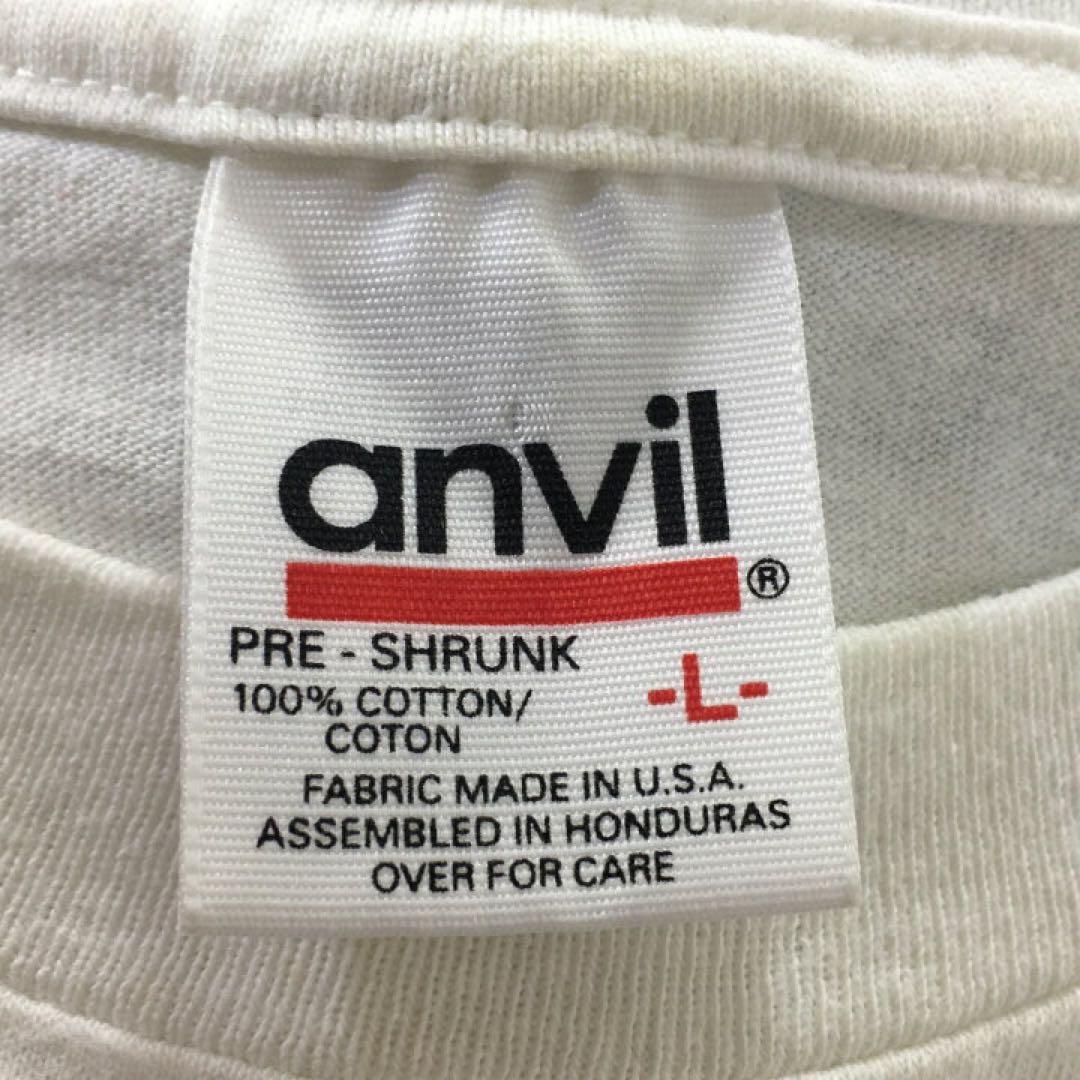 anvil®
PRE - SHRUNK
-L-
100% COTTON/
COTON
FABRIC MADE IN U.S.A.
ASSEMBLED IN HONDURAS
OVER FOR CARE